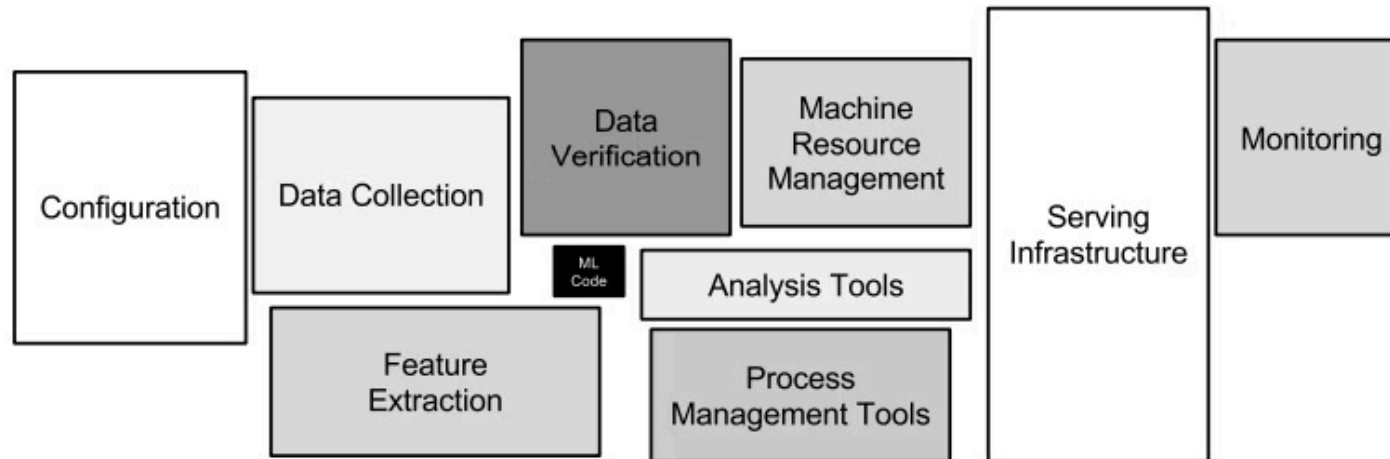 Configuration
Data Collection
Feature
Extraction
Data
Verification
ML
Code
Machine
Resource
Management
Analysis Tools
Process
Management Tools
Serving
Infrastructure
Monitoring